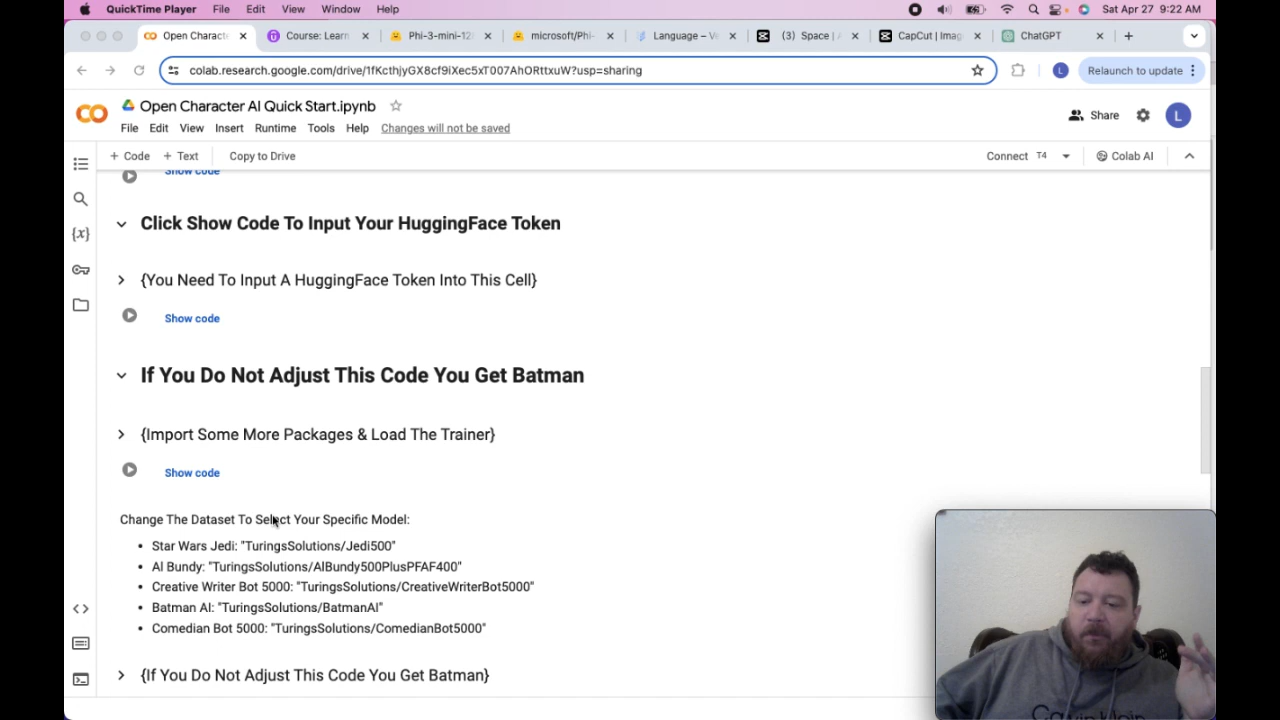 QuickTime Player File Edit View Window Help Sat Apr 27 9:22 AM
Open Charact Course: Learn Phi-3-mini-12 microsoft/Phi- Language – V (3) Space | CapCut | Imag ChatGPT
colab.research.google.com/drive/1fKcthjyGX8cf9iXec5xT007AhORttxuW?usp=sharing L Relaunch to update
Open Character AI Quick Start.ipynb Share L
File Edit View Insert Runtime Tools Help Changes will not be saved
+ Code + Text Copy to Drive Connect T4 Colab AI
Show code
Click Show Code To Input Your HuggingFace Token
{You Need To Input A HuggingFace Token Into This Cell}
Show code
If You Do Not Adjust This Code You Get Batman
{Import Some More Packages & Load The Trainer}
Show code
Change The Dataset To Select Your Specific Model:
• Star Wars Jedi: "TuringsSolutions/Jedi500"
• Al Bundy: "TuringsSolutions/AlBundy500PlusPFAF400"
• Creative Writer Bot 5000: "TuringsSolutions/CreativeWriterBot5000"
• Batman AI: "TuringsSolutions/BatmanAI"
• Comedian Bot 5000: "TuringsSolutions/ComedianBot5000"
{If You Do Not Adjust This Code You Get Batman}
Calvin Klein